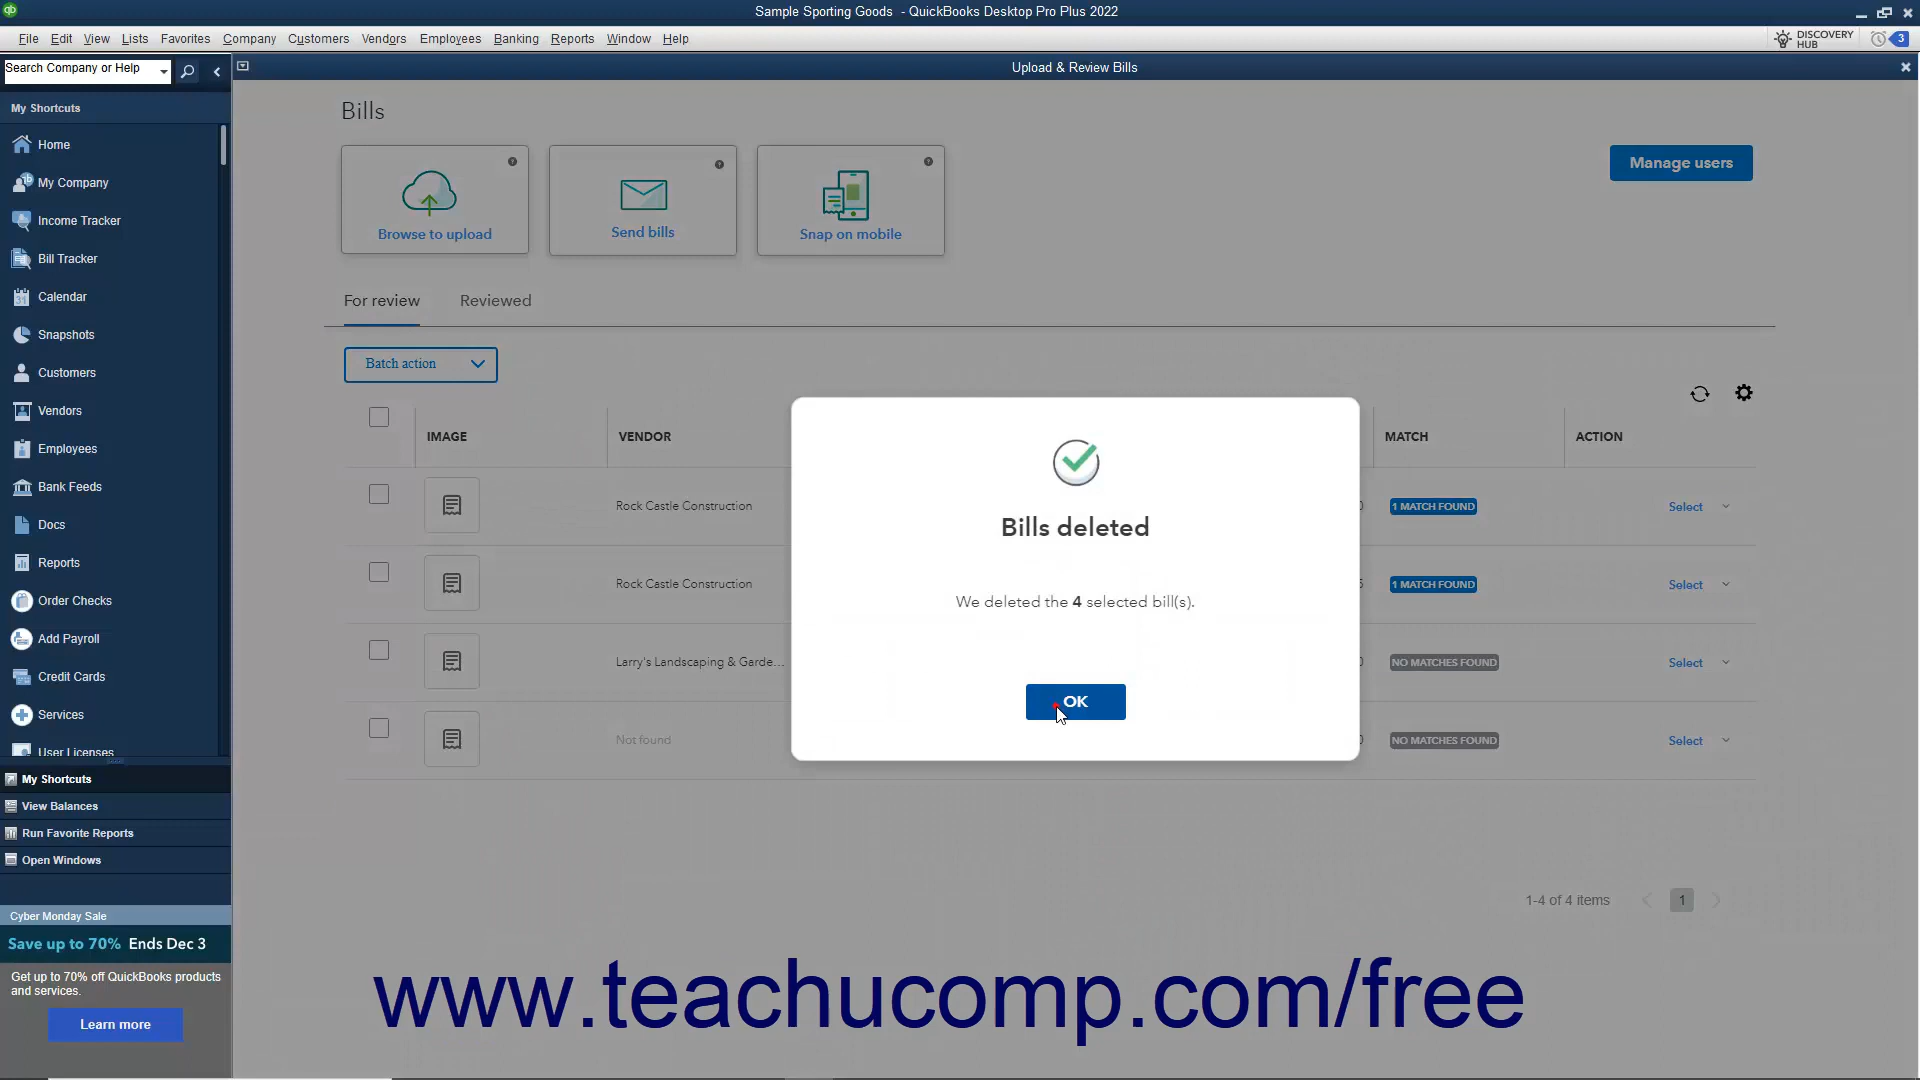 Sample Sporting Goods - QuickBooks Desktop Pro Plus 2022
File Edit View Lists Favorites Company Customers Vendors Employees Banking Reports Window Help
DISCOVERY HUB 3
Search Company or Help
Upload & Review Bills
My Shortcuts
Home
My Company
Income Tracker
Bill Tracker
Calendar
Snapshots
Customers
Vendors
Employees
Bank Feeds
Docs
Reports
Order Checks
Add Payroll
Credit Cards
Services
User Licenses
My Shortcuts
View Balances
Run Favorite Reports
Open Windows
Cyber Monday Sale
Save up to 70% Ends Dec 3
Get up to 70% off QuickBooks products
and services.
Learn more
Bills
Browse to upload
Send bills
Snap on mobile
Manage users
For review Reviewed
Batch action
IMAGE VENDOR MATCH ACTION
Rock Castle Construction 1 MATCH FOUND Select
Rock Castle Construction 1 MATCH FOUND Select
Larry's Landscaping & Garde... NO MATCHES FOUND Select
Not found NO MATCHES FOUND Select
Bills deleted
We deleted the 4 selected bill(s).
OK
1-4 of 4 items 1
www.teachucomp.com/free